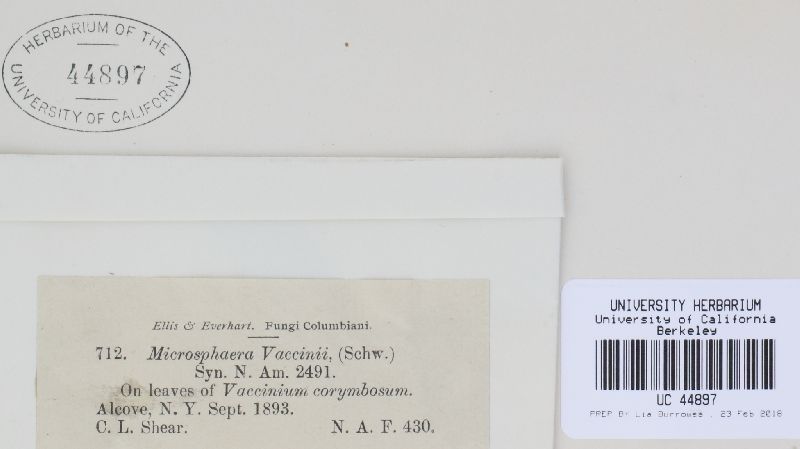 HERBARIUM OF THE
44897
UNIVERSITY OF CALIFORNIA
Ellis & Everhart. Fungi Columbiani.
712. Microsphaera Vaccinii, (Schw.)
Syn. N. Am. 2491.
On leaves of Vaccinium corymbosum.
Alcove, N. Y. Sept. 1893.
C. L. Shear. N. A. F. 430.
UNIVERSITY HERBARIUM
University of California
Berkeley
UC 44897
PREP BY Lia Burrows , 23 Feb 2018